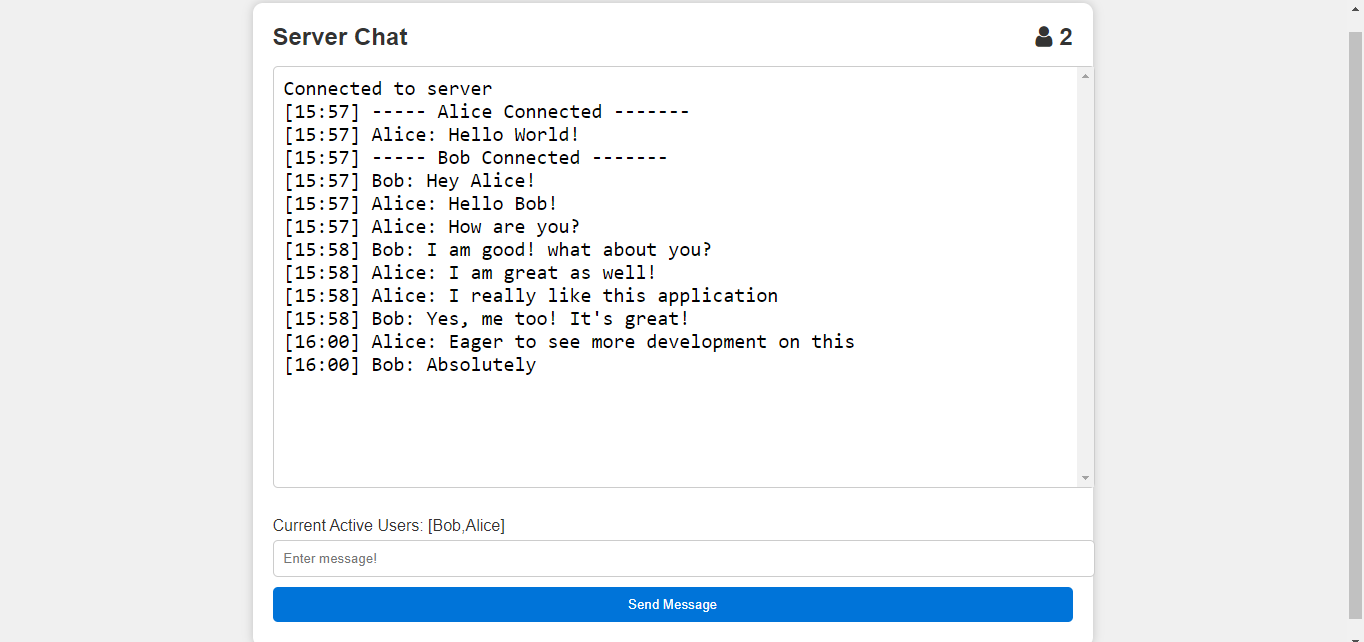 Server Chat
2
Connected to server
[15:57] ----- Alice Connected -------
[15:57] Alice: Hello World!
[15:57] ----- Bob Connected -------
[15:57] Bob: Hey Alice!
[15:57] Alice: Hello Bob!
[15:57] Alice: How are you?
[15:58] Bob: I am good! what about you?
[15:58] Alice: I am great as well!
[15:58] Alice: I really like this application
[15:58] Bob: Yes, me too! It's great!
[16:00] Alice: Eager to see more development on this
[16:00] Bob: Absolutely
Current Active Users: [Bob,Alice]
Enter message!
Send Message